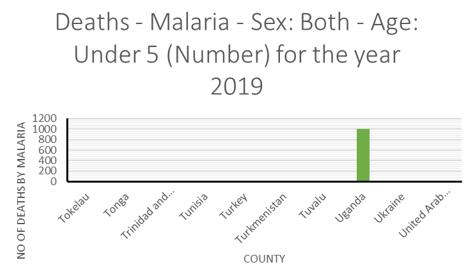 Deaths - Malaria - Sex: Both - Age:
Under 5 (Number) for the year
2019
NO OF DEATHS BY MALARIA
1200
1000
800
600
400
200
0
Tokelau
Tonga
Trinidad and...
Tunisia
Turkey
Turkmenistan
Tuvalu
Uganda
Ukraine
United Arab...
COUNTY